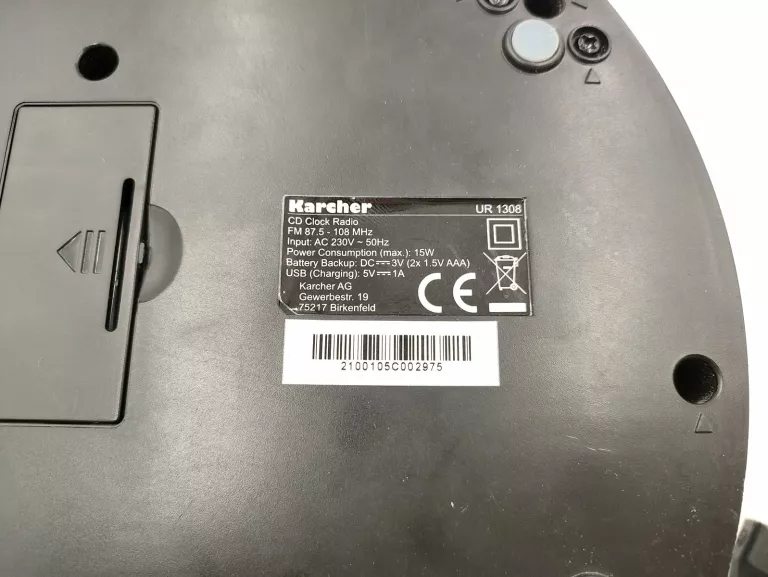 Karcher UR 1308
CD Clock Radio
FM 87.5 - 108 MHz
Input: AC 230V ~ 50Hz
Power Consumption (max.): 15W
Battery Backup: DC⎓3V (2x 1.5V AAA)
USB (Charging): 5V⎓1A
Karcher AG
Gewerbestr. 19
75217 Birkenfeld
CE
2100105C002975